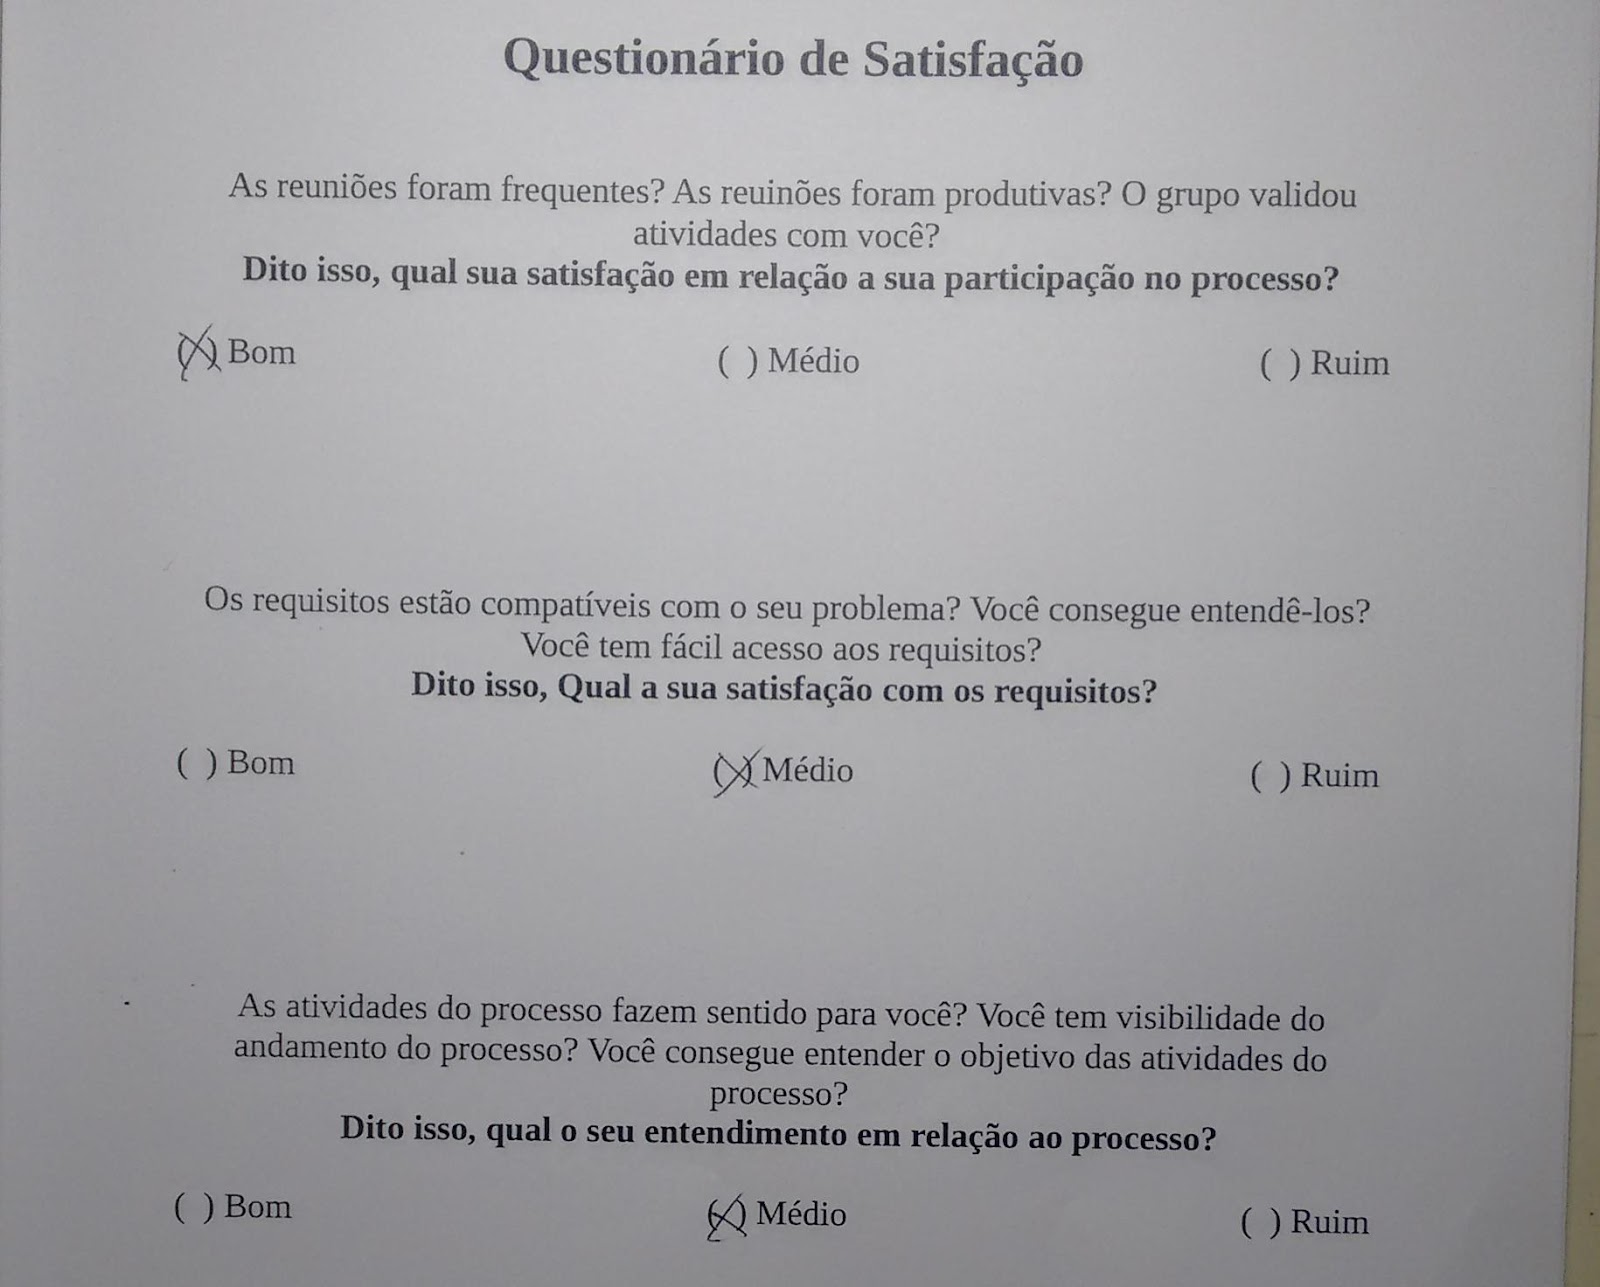 Questionário de Satisfação
As reuniões foram frequentes? As reuinões foram produtivas? O grupo validou
atividades com você?
Dito isso, qual sua satisfação em relação a sua participação no processo?
(X) Bom ( ) Médio ( ) Ruim
Os requisitos estão compatíveis com o seu problema? Você consegue entendê-los?
Você tem fácil acesso aos requisitos?
Dito isso, Qual a sua satisfação com os requisitos?
( ) Bom (X) Médio ( ) Ruim
As atividades do processo fazem sentido para você? Você tem visibilidade do
andamento do processo? Você consegue entender o objetivo das atividades do
processo?
Dito isso, qual o seu entendimento em relação ao processo?
( ) Bom (X) Médio ( ) Ruim